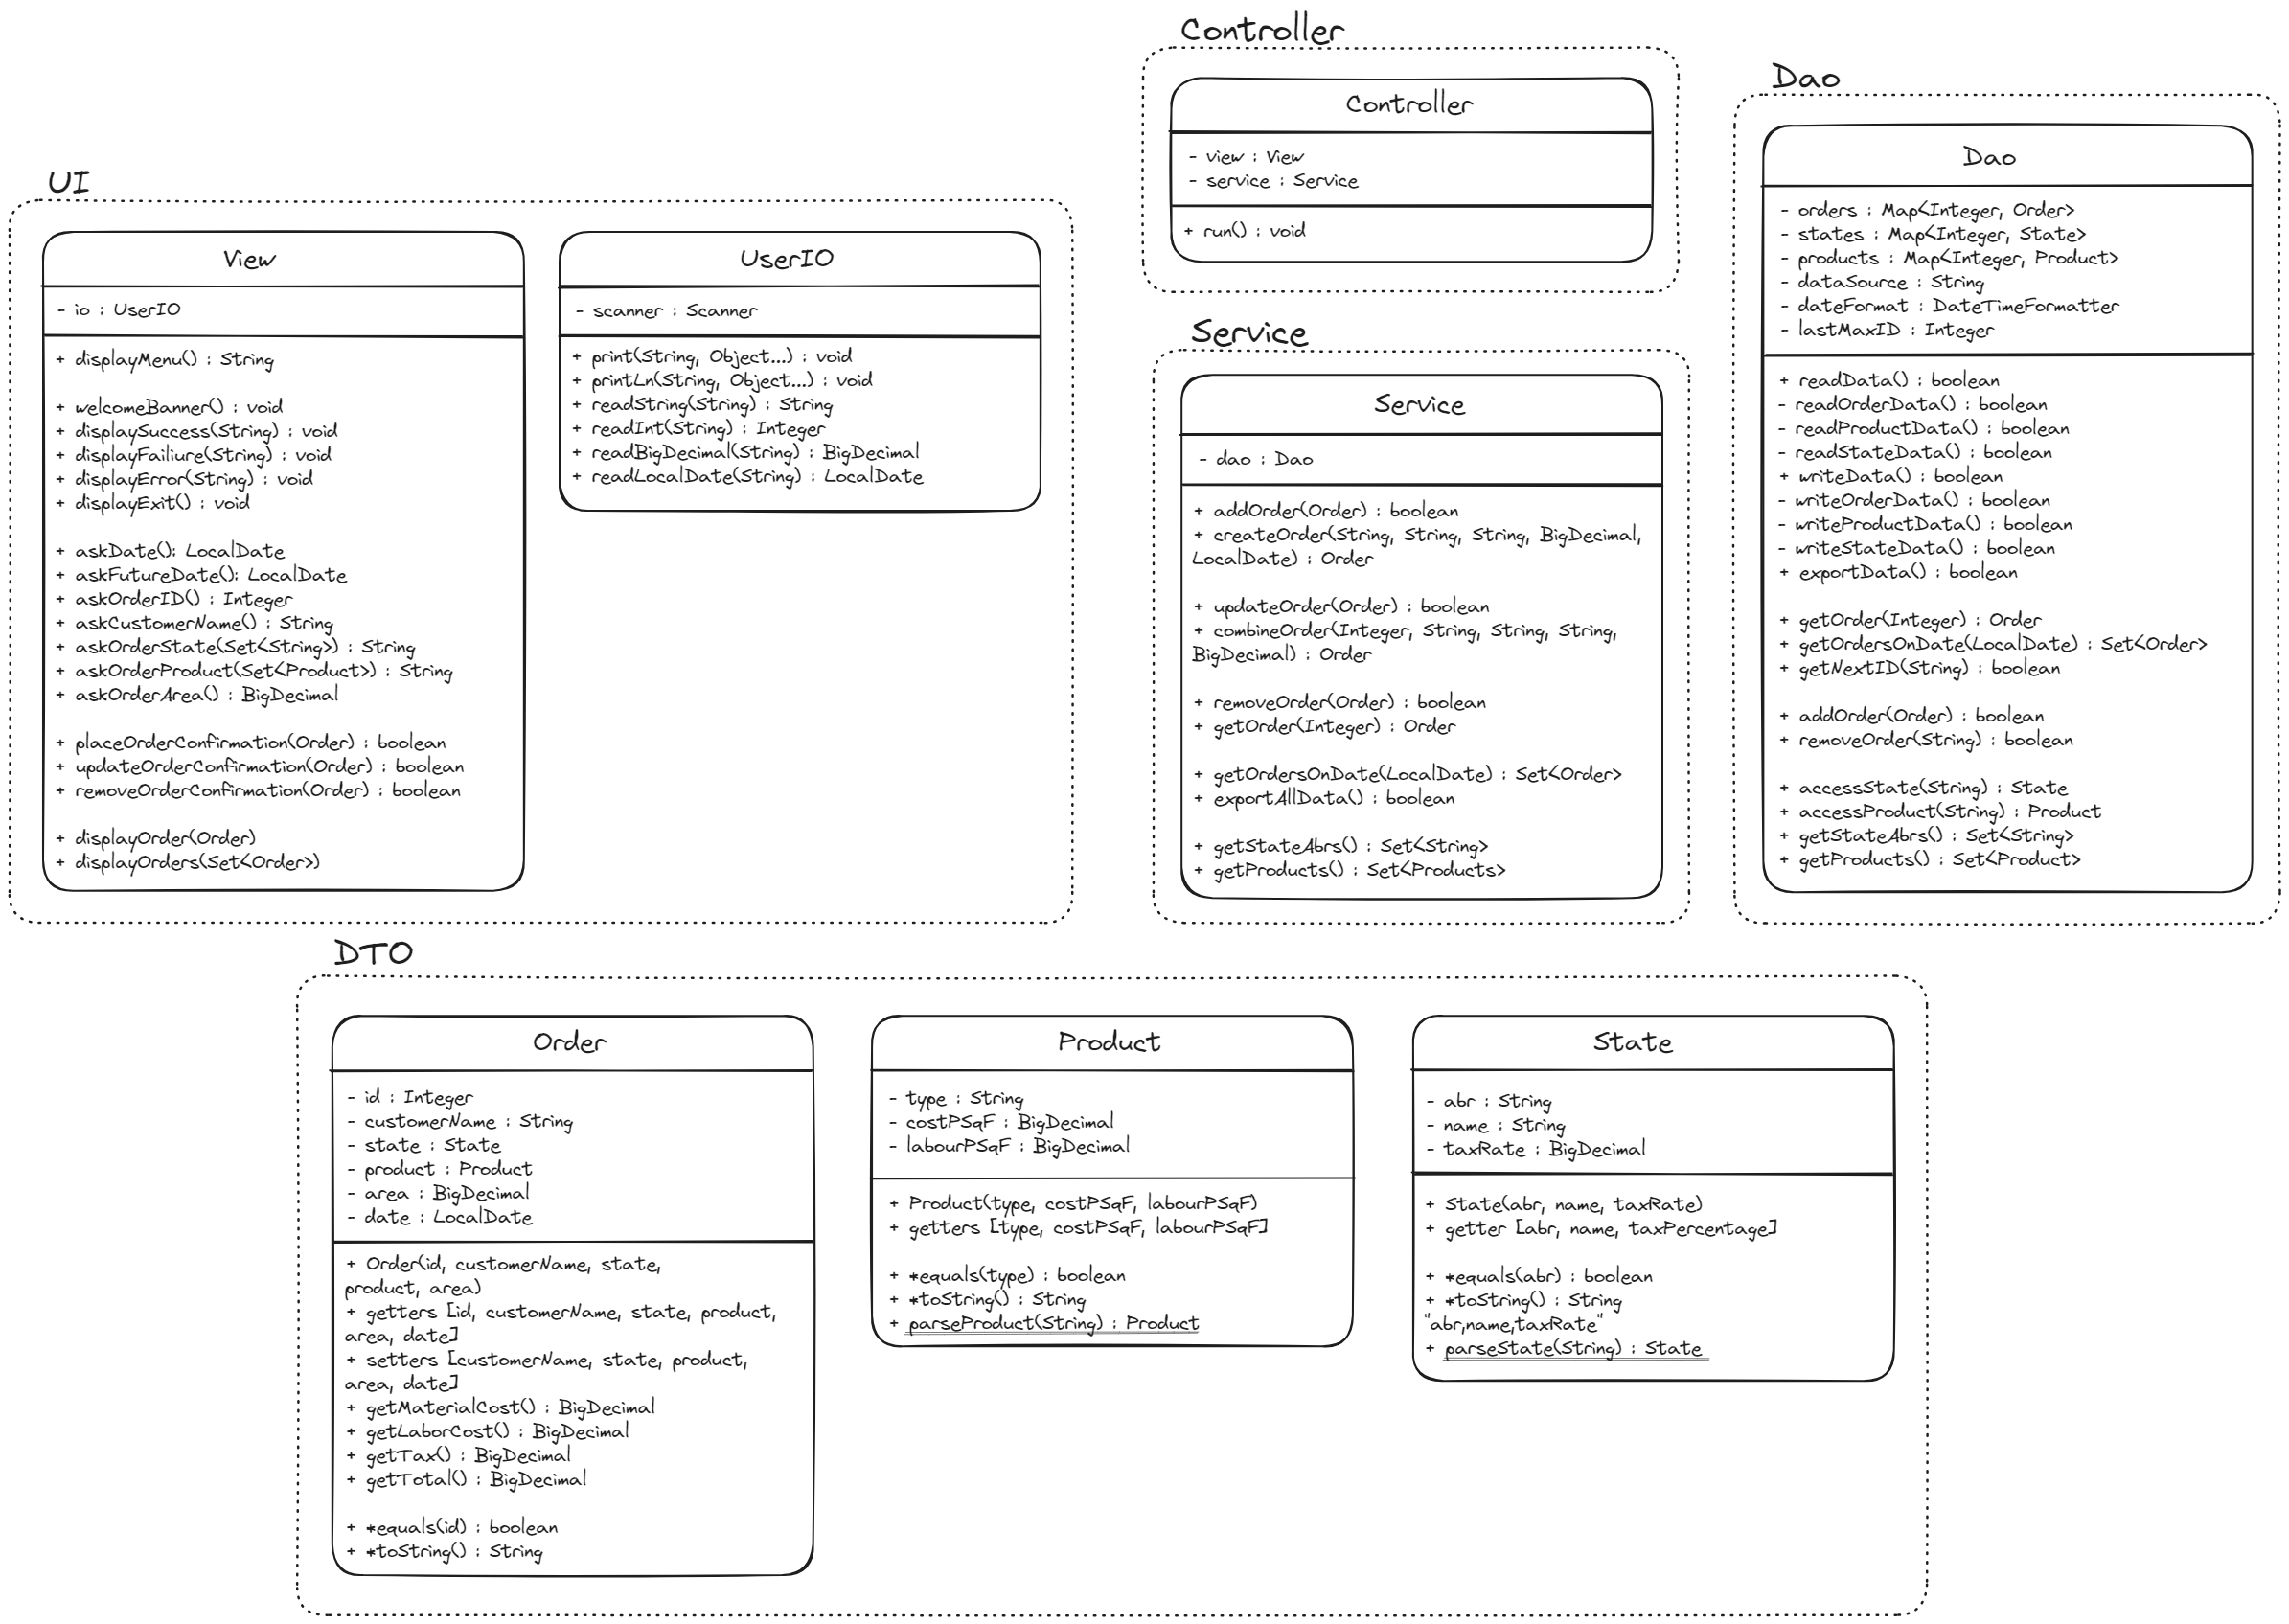 UI
View
- io : UserIO
+ displayMenu() : String
+ welcomeBanner() : void
+ displaySuccess(String) : void
+ displayFailiure(String) : void
+ displayError(String) : void
+ displayExit() : void
+ askDate(): LocalDate
+ askFutureDate(): LocalDate
+ askOrderID() : Integer
+ askCustomerName() : String
+ askOrderState(Set<String>) : String
+ askOrderProduct(Set<Product>) : String
+ askOrderArea() : BigDecimal
+ placeOrderConfirmation(Order) : boolean
+ updateOrderConfirmation(Order) : boolean
+ removeOrderConfirmation(Order) : boolean
+ displayOrder(Order)
+ displayOrders(Set<Order>)
UserIO
- scanner : Scanner
+ print(String, Object...) : void
+ printLn(String, Object...) : void
+ readString(String) : String
+ readInt(String) : Integer
+ readBigDecimal(String) : BigDecimal
+ readLocalDate(String) : LocalDate
Controller
Controller
- view : View
- service : Service
+ run() : void
Service
Service
- dao : Dao
+ addOrder(Order) : boolean
+ createOrder(String, String, String, BigDecimal,
LocalDate) : Order
+ updateOrder(Order) : boolean
+ combineOrder(Integer, String, String, String,
BigDecimal) : Order
+ removeOrder(Order) : boolean
+ getOrder(Integer) : Order
+ getOrdersOnDate(LocalDate) : Set<Order>
+ exportAllData() : boolean
+ getStateAbrs() : Set<String>
+ getProducts() : Set<Products>
Dao
Dao
- orders : Map<Integer, Order>
- states : Map<Integer, State>
- products : Map<Integer, Product>
- dataSource : String
- dateFormat : DateTimeFormatter
- lastMaxID : Integer
+ readData() : boolean
- readOrderData() : boolean
- readProductData() : boolean
- readStateData() : boolean
+ writeData() : boolean
- writeOrderData() : boolean
- writeProductData() : boolean
- writeStateData() : boolean
+ exportData() : boolean
+ getOrder(Integer) : Order
+ getOrdersOnDate(LocalDate) : Set<Order>
+ getNextID(String) : boolean
+ addOrder(Order) : boolean
+ removeOrder(String) : boolean
+ accessState(String) : State
+ accessProduct(String) : Product
+ getStateAbrs() : Set<String>
+ getProducts() : Set<Product>
DTO
Order
- id : Integer
- customerName : String
- state : State
- product : Product
- area : BigDecimal
- date : LocalDate
+ Order(id, customerName, state,
product, area)
+ getters [id, customerName, state, product,
area, date]
+ setters [customerName, state, product,
area, date]
+ getMaterialCost() : BigDecimal
+ getLaborCost() : BigDecimal
+ getTax() : BigDecimal
+ getTotal() : BigDecimal
+ *equals(id) : boolean
+ *toString() : String
Product
- type : String
- costPSqF : BigDecimal
- labourPSqF : BigDecimal
+ Product(type, costPSqF, labourPSqF)
+ getters [type, costPSqF, labourPSqF]
+ *equals(type) : boolean
+ *toString() : String
+ parseProduct(String) : Product
State
- abr : String
- name : String
- taxRate : BigDecimal
+ State(abr, name, taxRate)
+ getter [abr, name, taxPercentage]
+ *equals(abr) : boolean
+ *toString() : String
"abr,name,taxRate"
+ parseState(String) : State